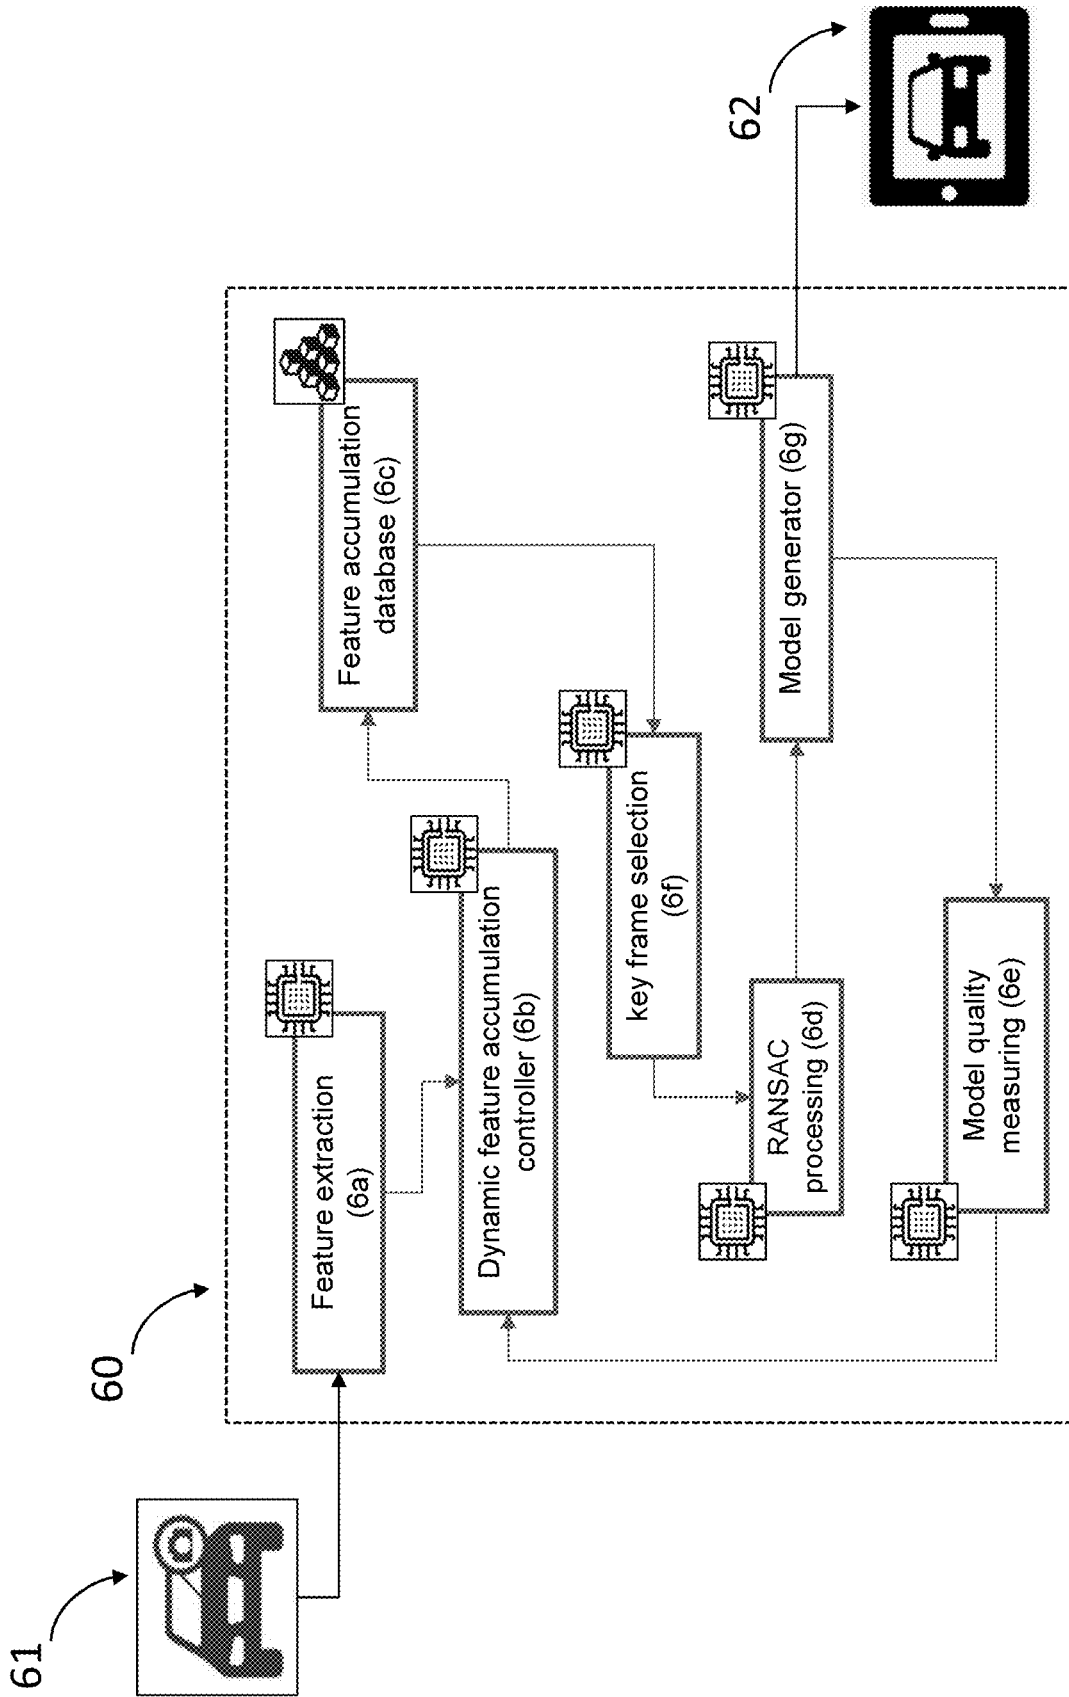 60
61
62
Feature extraction
(6a)
Dynamic feature accumulation
controller (6b)
Feature accumulation
database (6c)
key frame selection
(6f)
RANSAC
processing (6d)
Model generator (6g)
Model quality
measuring (6e)